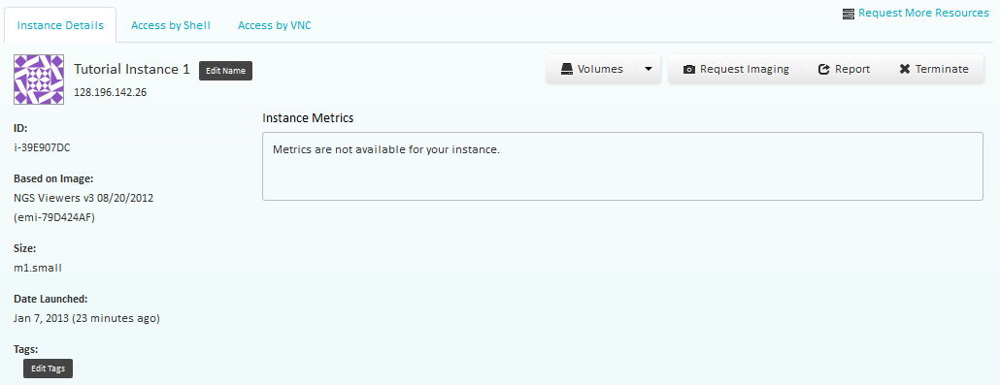 Instance Details
Access by Shell
Access by VNC
Request More Resources
Tutorial Instance 1
Edit Name
128.196.142.26
Volumes
Request Imaging
Report
Terminate
ID:
i-39E907DC
Based on Image:
NGS Viewers v3 08/20/2012
(emi-79D424AF)
Size:
m1.small
Date Launched:
Jan 7, 2013 (23 minutes ago)
Tags:
Edit Tags
Instance Metrics
Metrics are not available for your instance.